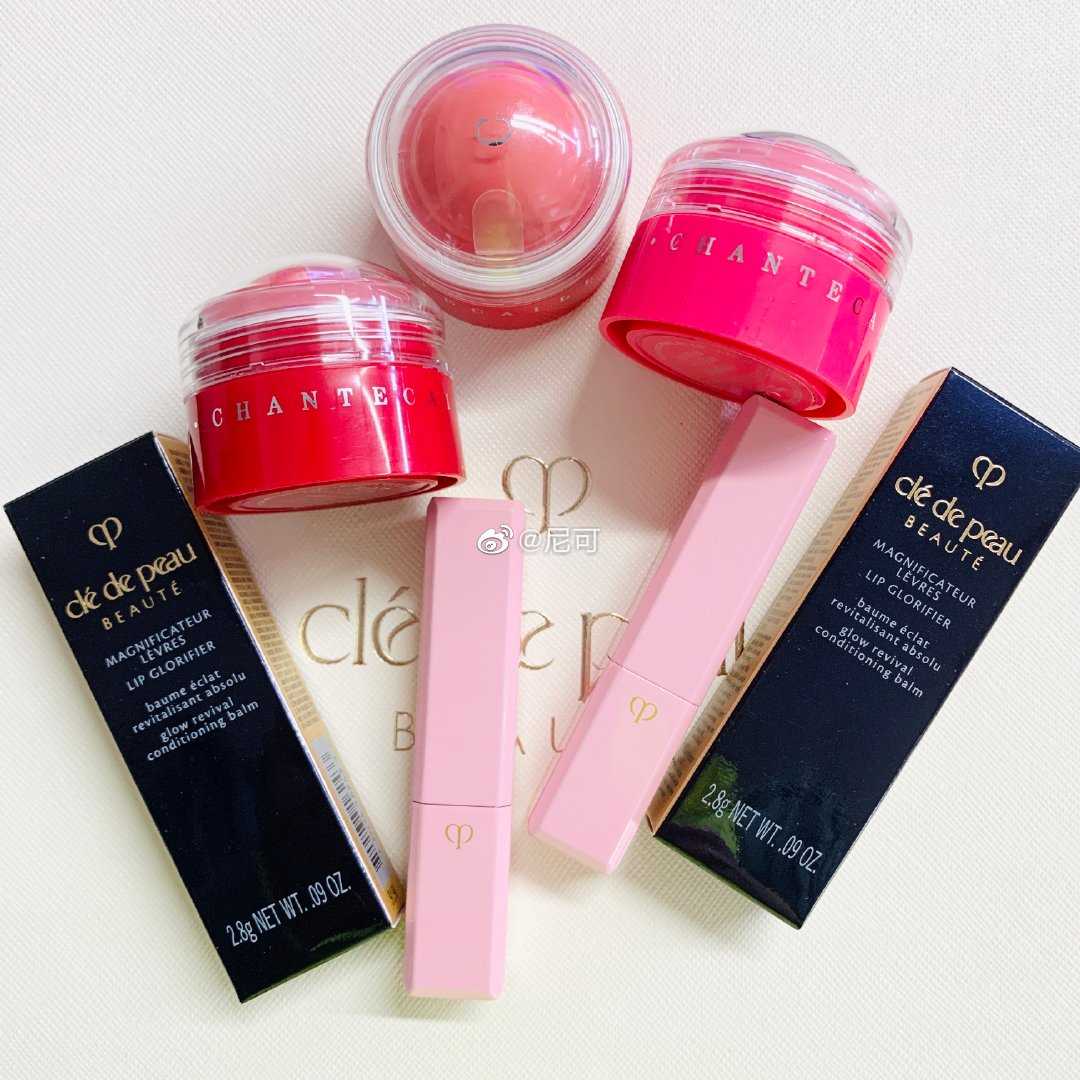 CHANTECAI
CHANTECA
@尼可
clé de peau
BEAUTÉ
MAGNIFICATEUR
LÈVRES
LIP GLORIFIER
baume éclat
revitalisant absolu
glow revival
conditioning balm
2.8g NET WT. .09 OZ.
clé
clé de peau
BEAUTÉ
MAGNIFICATEUR
LÈVRES
LIP GLORIFIER
baume éclat
revitalisant absolu
glow revival
conditioning balm
2.8g NET WT. .09 OZ.